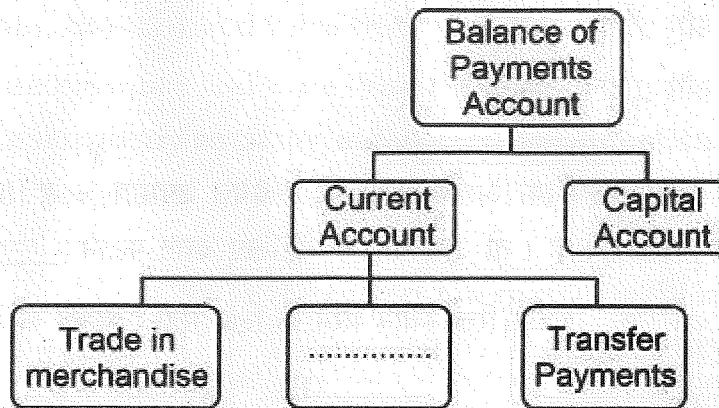 Balance of
Payments
Account
Current
Account
Capital
Account
Trade in
merchandise
...................
Transfer
Payments